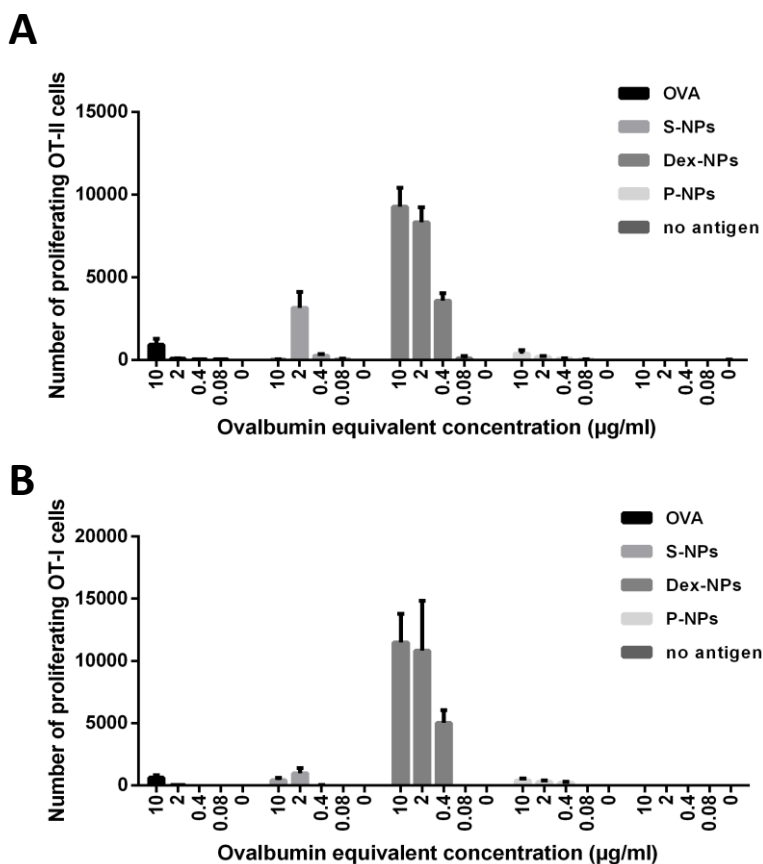 A
Number of proliferating OT-II cells
15000
10000
5000
0
OVA
S-NPs
Dex-NPs
P-NPs
no antigen
10 2 0.4 0.08 0 10 2 0.4 0.08 0 10 2 0.4 0.08 0 10 2 0.4 0.08 0 10 2 0.4 0.08 0
Ovalbumin equivalent concentration (µg/ml)
B
Number of proliferating OT-I cells
20000
15000
10000
5000
0
OVA
S-NPs
Dex-NPs
P-NPs
no antigen
10 2 0.4 0.08 0 10 2 0.4 0.08 0 10 2 0.4 0.08 0 10 2 0.4 0.08 0 10 2 0.4 0.08 0
Ovalbumin equivalent concentration (µg/ml)